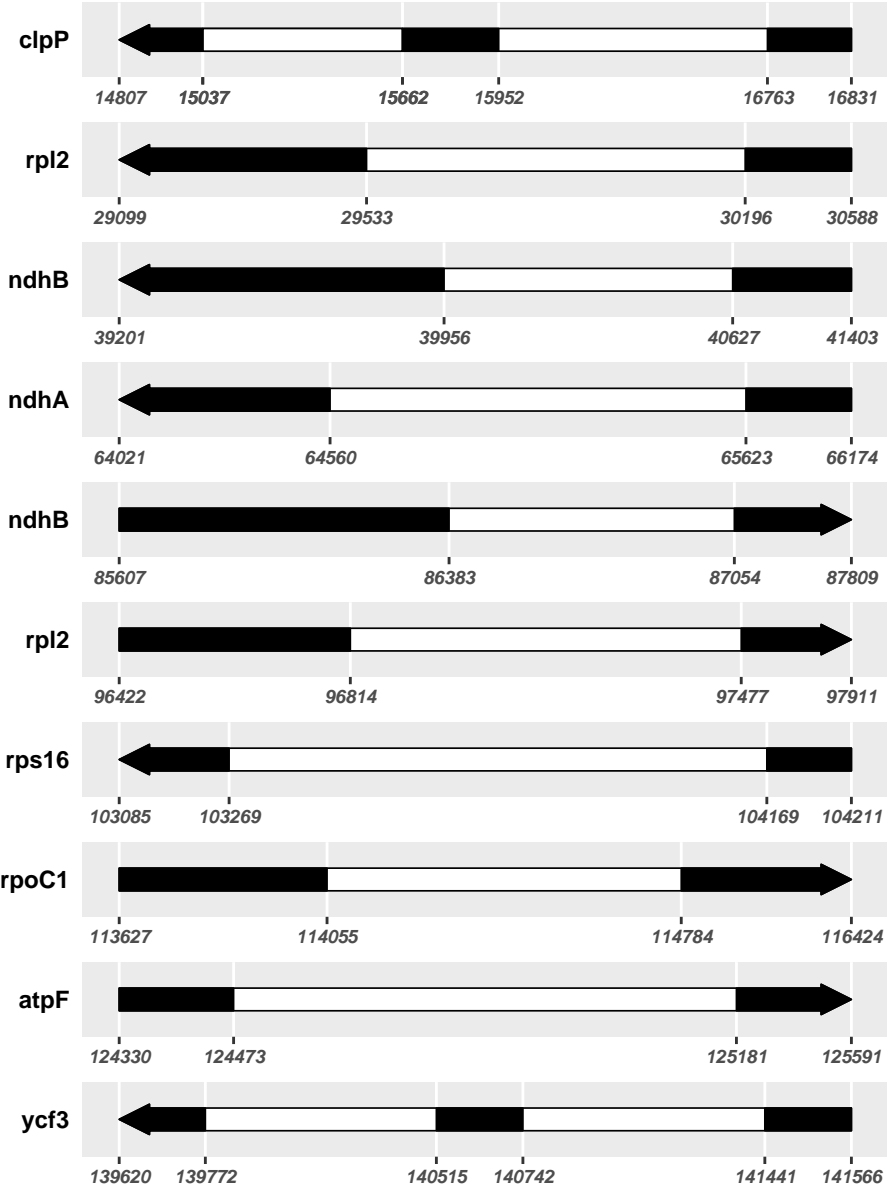 clpP
14807 15037 15662 15952 16763 16831
rpl2
29099 29533 30196 30588
ndhB
39201 39956 40627 41403
ndhA
64021 64560 65623 66174
ndhB
85607 86383 87054 87809
rpl2
96422 96814 97477 97911
rps16
103085 103269 104169 104211
rpoC1
113627 114055 114784 116424
atpF
124330 124473 125181 125591
ycf3
139620 139772 140515 140742 141441 141566